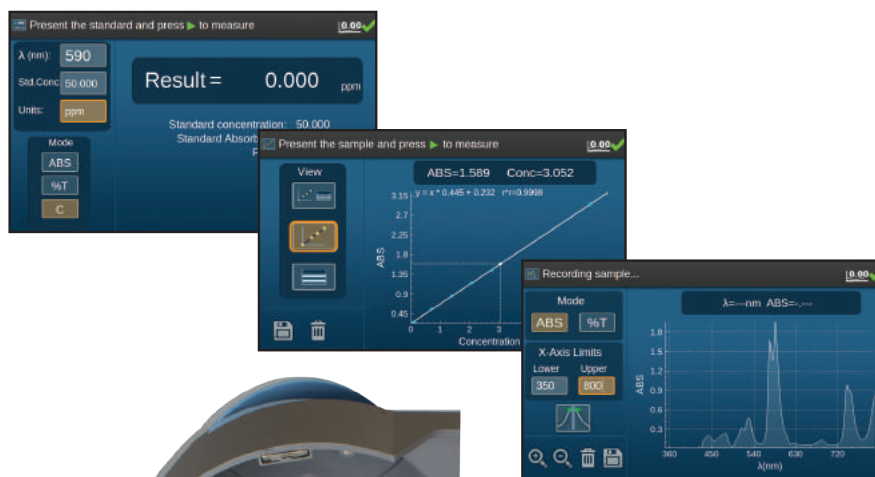 Present the standard and press ▶ to measure
0.00
λ (nm): 590
Std.Conc 50.000
Units: ppm
Mode
ABS
%T
C
Result = 0.000 ppm
Standard concentration: 50.000
Standard Absorb
Present the sample and press ▶ to measure
0.00
View
ABS=1.589 Conc=3.052
y = x * 0.445 + 0.232 r*r=0.9998
3.15
2.7
2.25
1.8
1.35
0.9
0.45
ABS
0 1 2 3
Concentration
Recording sample...
0.00
Mode
ABS %T
X-Axis Limits
Lower Upper
350 800
λ=---nm ABS=-.---
1.8
1.5
1.2
0.9
0.6
0.3
ABS
360 450 540 630 720
λ(nm)